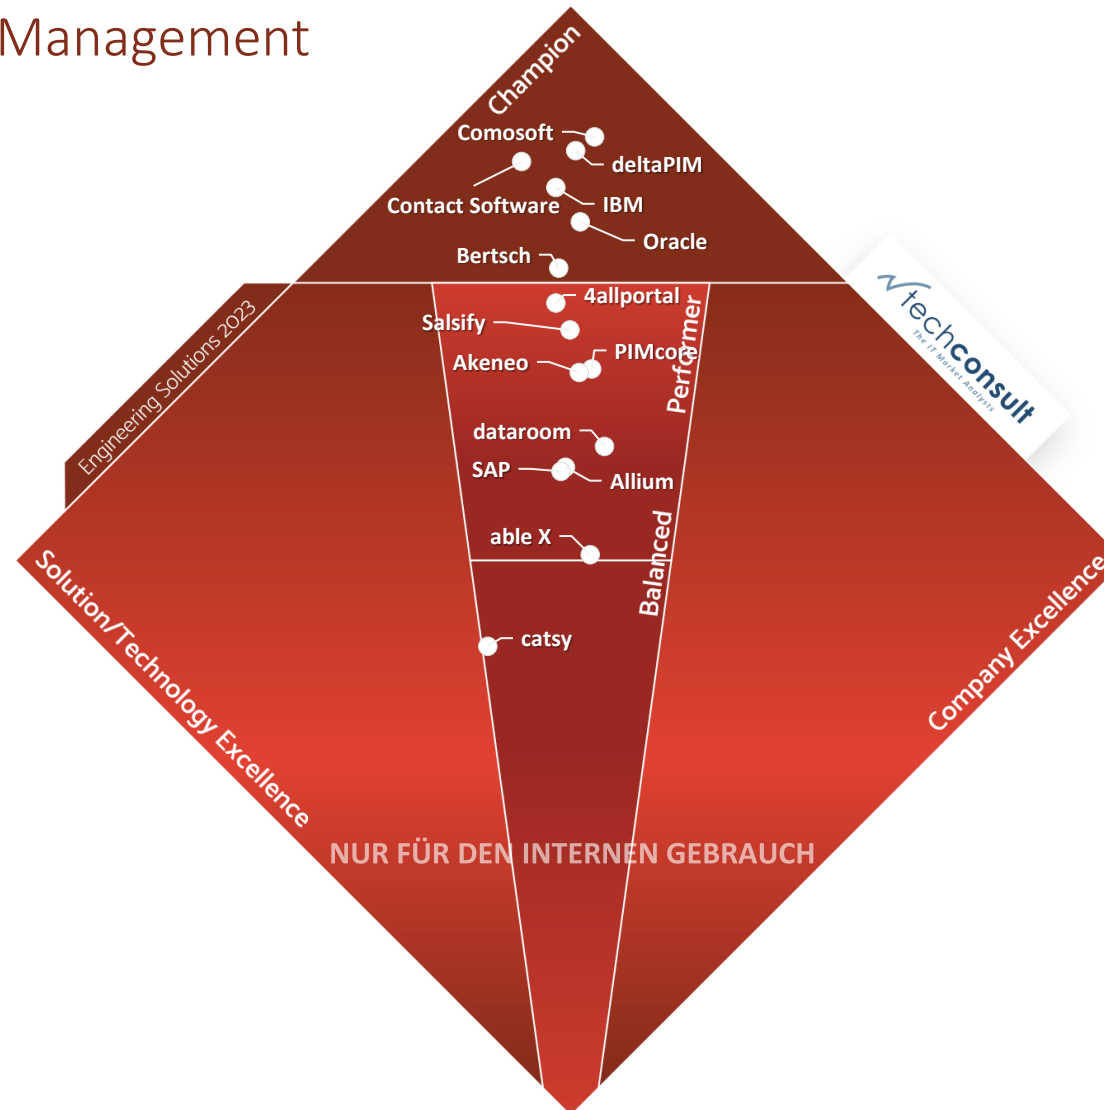 Management
Champion
Comosoft
deltaPIM
Contact Software
IBM
Oracle
Bertsch
4allportal
Salsify
PIMcore
Akeneo
Performer
dataroom
SAP
Allium
able X
Balanced
catsy
Engineering Solutions 2023
techconsult
The IT Market Analysts
Solution/Technology Excellence
Company Excellence
NUR FÜR DEN INTERNEN GEBRAUCH